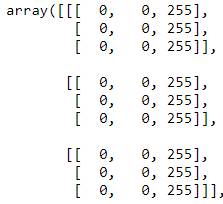 array([[[  0,   0, 255],
        [  0,   0, 255],
        [  0,   0, 255]],
       [[  0,   0, 255],
        [  0,   0, 255],
        [  0,   0, 255]],
       [[  0,   0, 255],
        [  0,   0, 255],
        [  0,   0, 255]]],